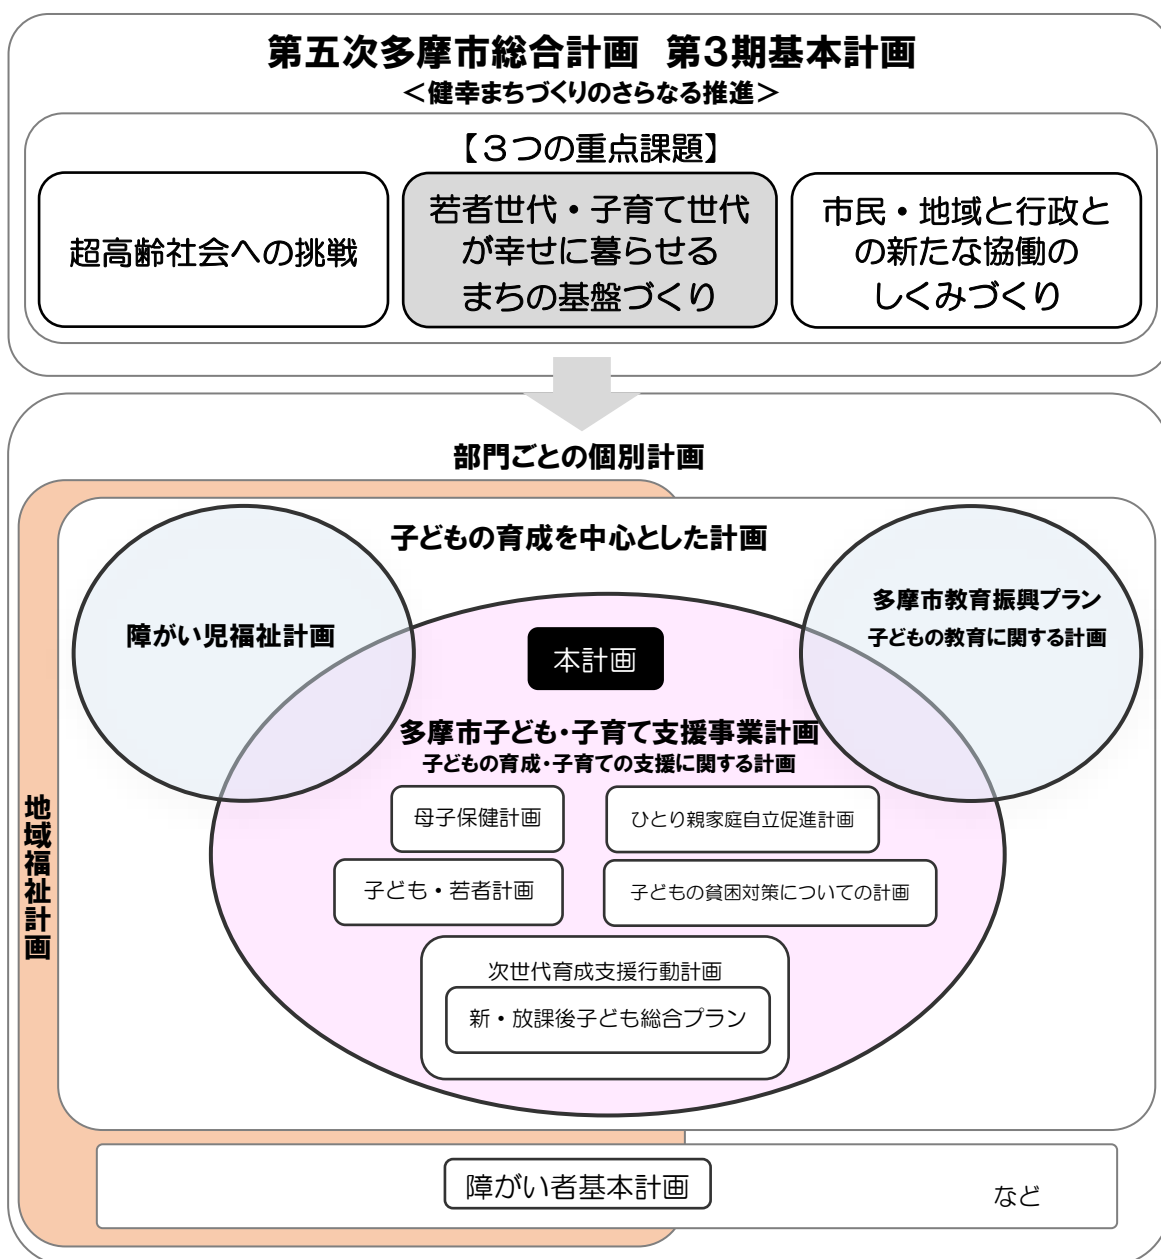 第五次多摩市総合計画 第3期基本計画
＜健幸まちづくりのさらなる推進＞
【３つの重点課題】
超高齢社会への挑戦
若者世代・子育て世代
が幸せに暮らせる
まちの基盤づくり
市民・地域と行政と
の新たな協働の
しくみづくり
部門ごとの個別計画
子どもの育成を中心とした計画
障がい児福祉計画
多摩市教育振興プラン
子どもの教育に関する計画
本計画
多摩市子ども・子育て支援事業計画
子どもの育成・子育ての支援に関する計画
母子保健計画
ひとり親家庭自立促進計画
子ども・若者計画
子どもの貧困対策についての計画
次世代育成支援行動計画
新・放課後子ども総合プラン
地域福祉計画
障がい者基本計画
など